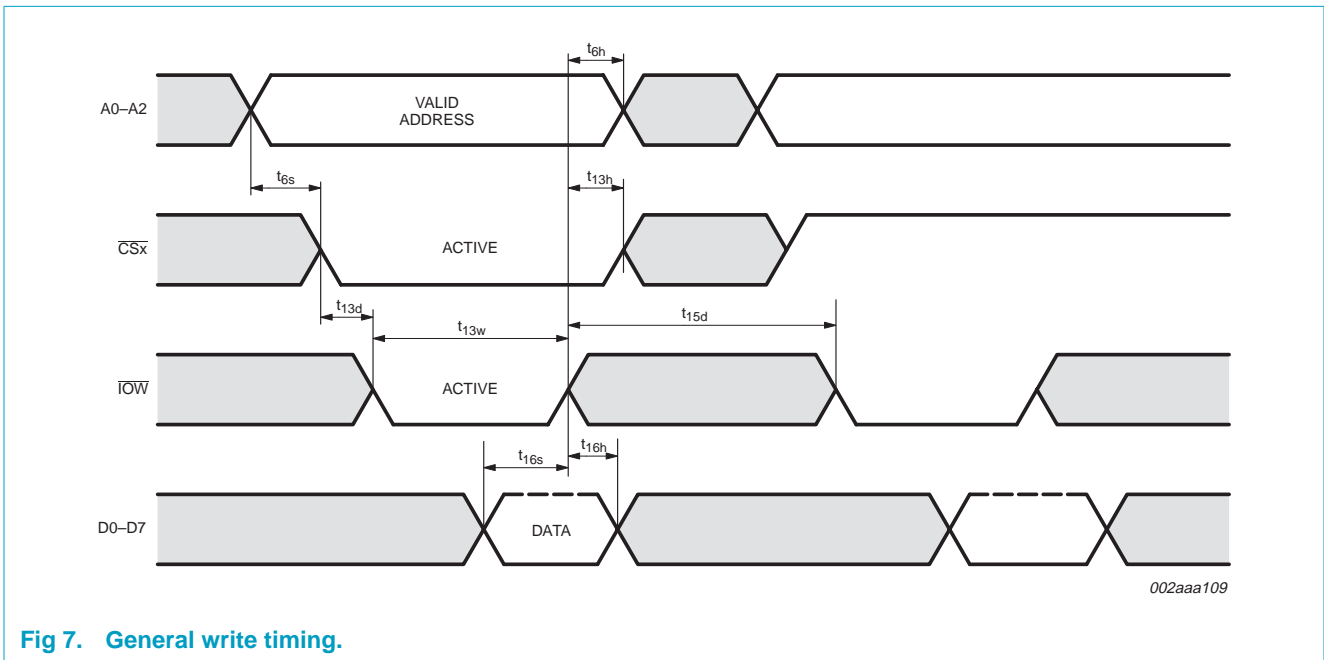 t6h
A0–A2
VALID
ADDRESS
t6s
t13h
CSx
ACTIVE
t13d
t13w
t15d
IOW
ACTIVE
t16s
t16h
D0–D7
DATA
002aaa109
Fig 7. General write timing.